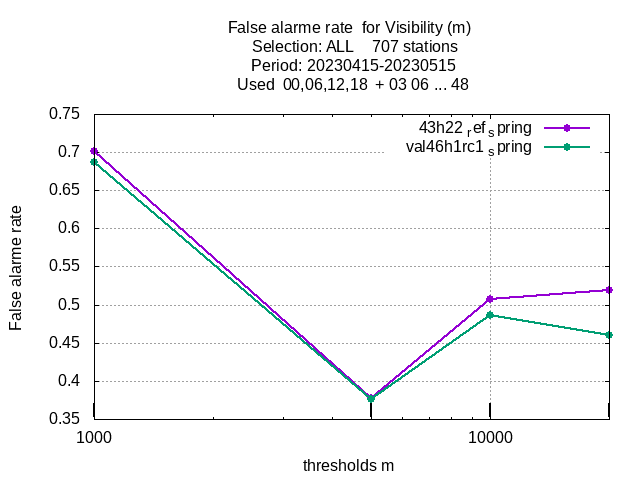 False alarme rate  for Visibility (m)
Selection: ALL    707 stations
Period: 20230415-20230515
Used  00,06,12,18  + 03 06 ... 48
43h22 ref spring
val46h1rc1 spring
0.75
0.7
0.65
0.6
0.55
0.5
0.45
0.4
0.35
False alarme rate
1000
10000
thresholds m